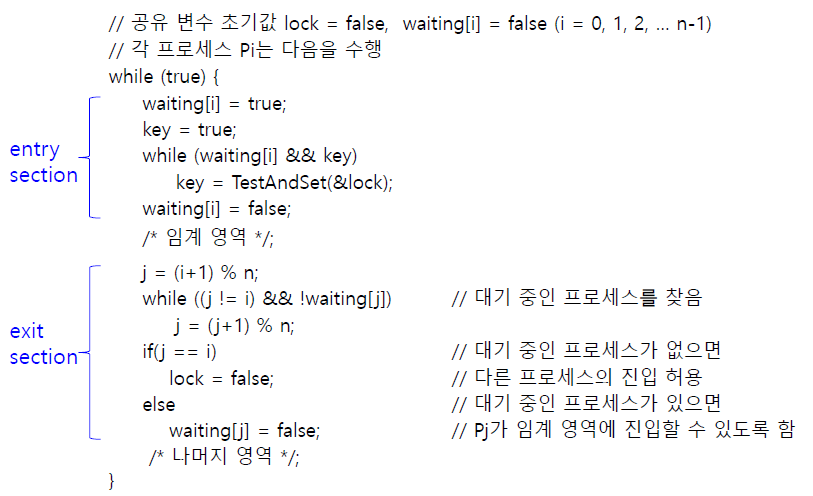 // 공유 변수 초기값 lock = false, waiting[i] = false (i = 0, 1, 2, ... n-1)
// 각 프로세스 Pi는 다음을 수행
while (true) {
waiting[i] = true;
key = true;
entry section
while (waiting[i] && key)
key = TestAndSet(&lock);
waiting[i] = false;
/* 임계 영역 */;
j = (i+1) % n;
while ((j != i) && !waiting[j]) // 대기 중인 프로세스를 찾음
j = (j+1) % n;
exit section
if(j == i) // 대기 중인 프로세스가 없으면
lock = false; // 다른 프로세스의 진입 허용
else // 대기 중인 프로세스가 있으면
waiting[j] = false; // Pj가 임계 영역에 진입할 수 있도록 함
/* 나머지 영역 */;
}